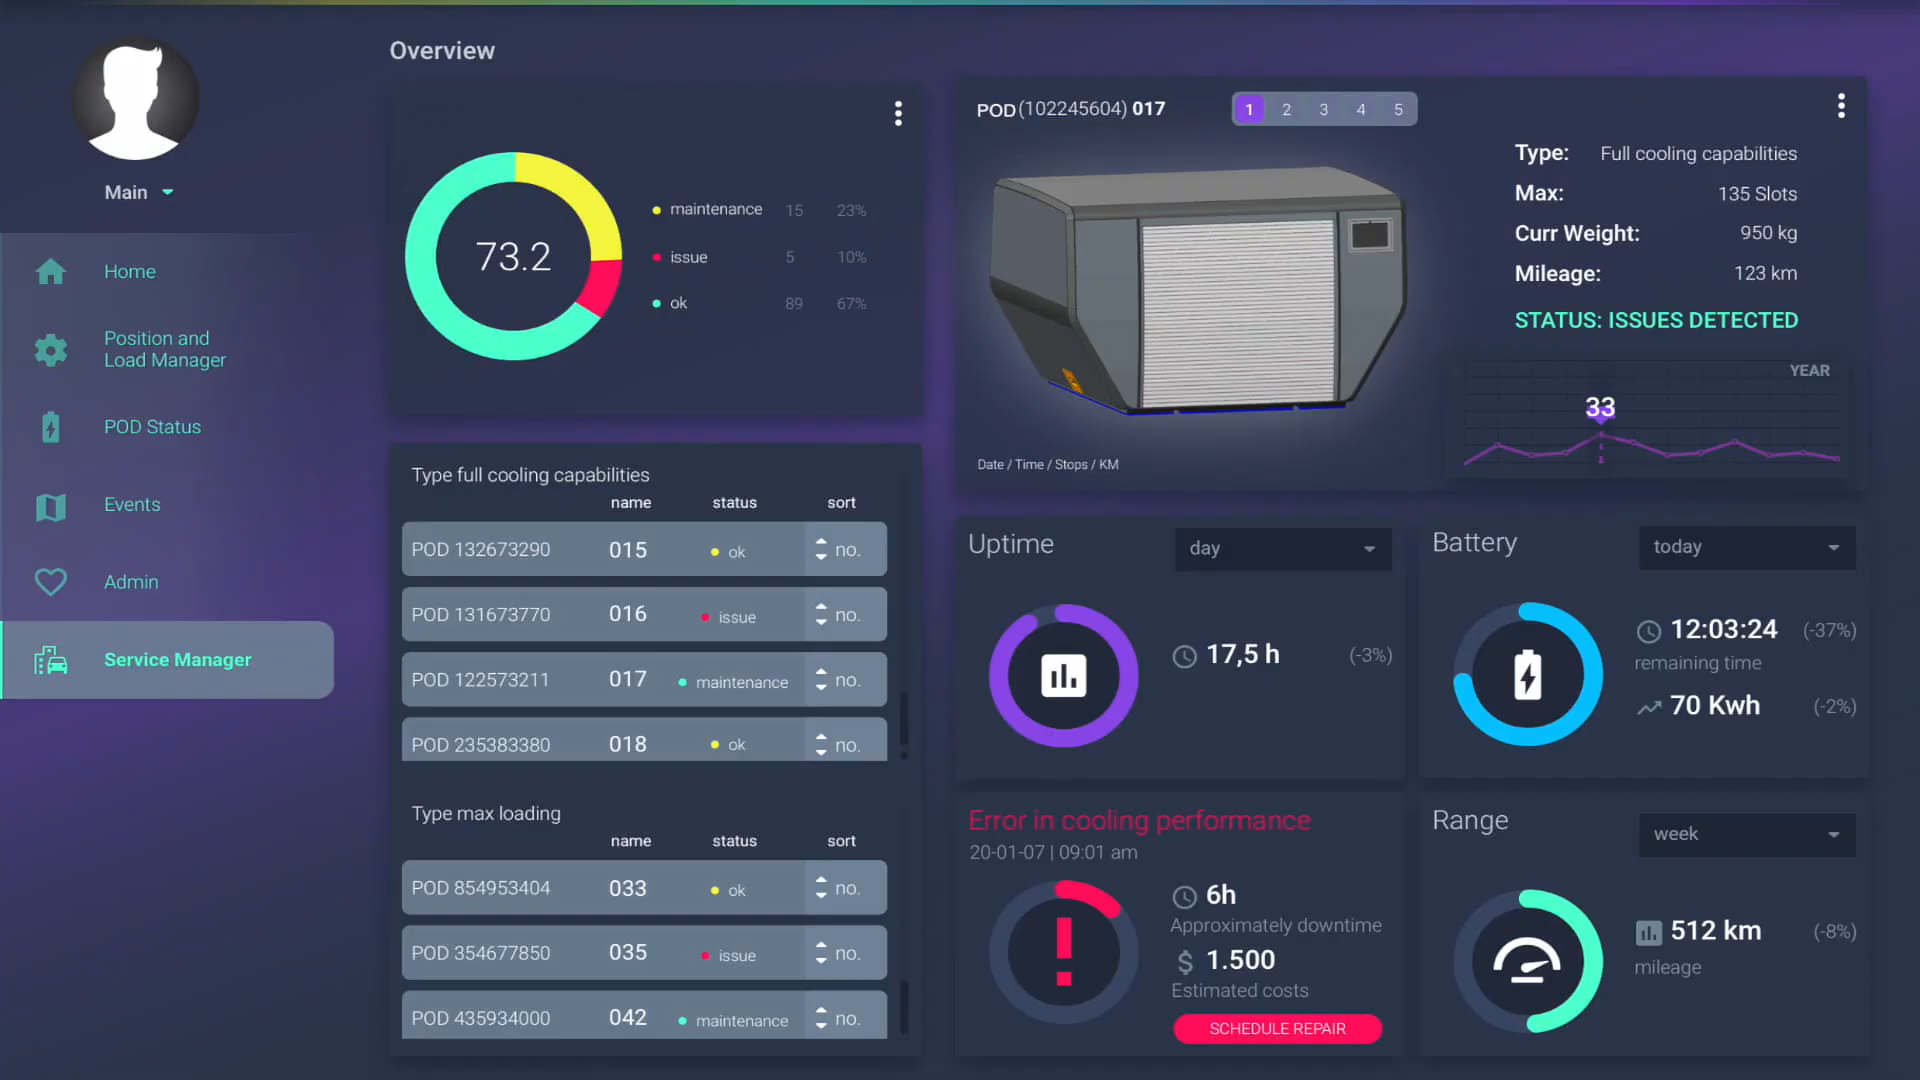 Overview
Main
Home
Position and
Load Manager
POD Status
Events
Admin
Service Manager
73.2
maintenance 15 23%
issue 5 10%
ok 89 67%
Type full cooling capabilities
name status sort
POD 132673290 015 ok no.
POD 131673770 016 issue no.
POD 122573211 017 maintenance no.
POD 235383380 018 ok no.
Type max loading
name status sort
POD 854953404 033 ok no.
POD 354677850 035 issue no.
POD 435934000 042 maintenance no.
POD(102245604) 017
1 2 3 4 5
Type: Full cooling capabilities
Max: 135 Slots
Curr Weight: 950 kg
Mileage: 123 km
STATUS: ISSUES DETECTED
YEAR
33
Date / Time / Stops / KM
Uptime day
17,5 h (-3%)
Battery today
12:03:24 (-37%)
remaining time
70 Kwh (-2%)
Error in cooling performance
20-01-07 | 09:01 am
6h
Approximately downtime
$ 1.500
Estimated costs
SCHEDULE REPAIR
Range week
512 km (-8%)
mileage